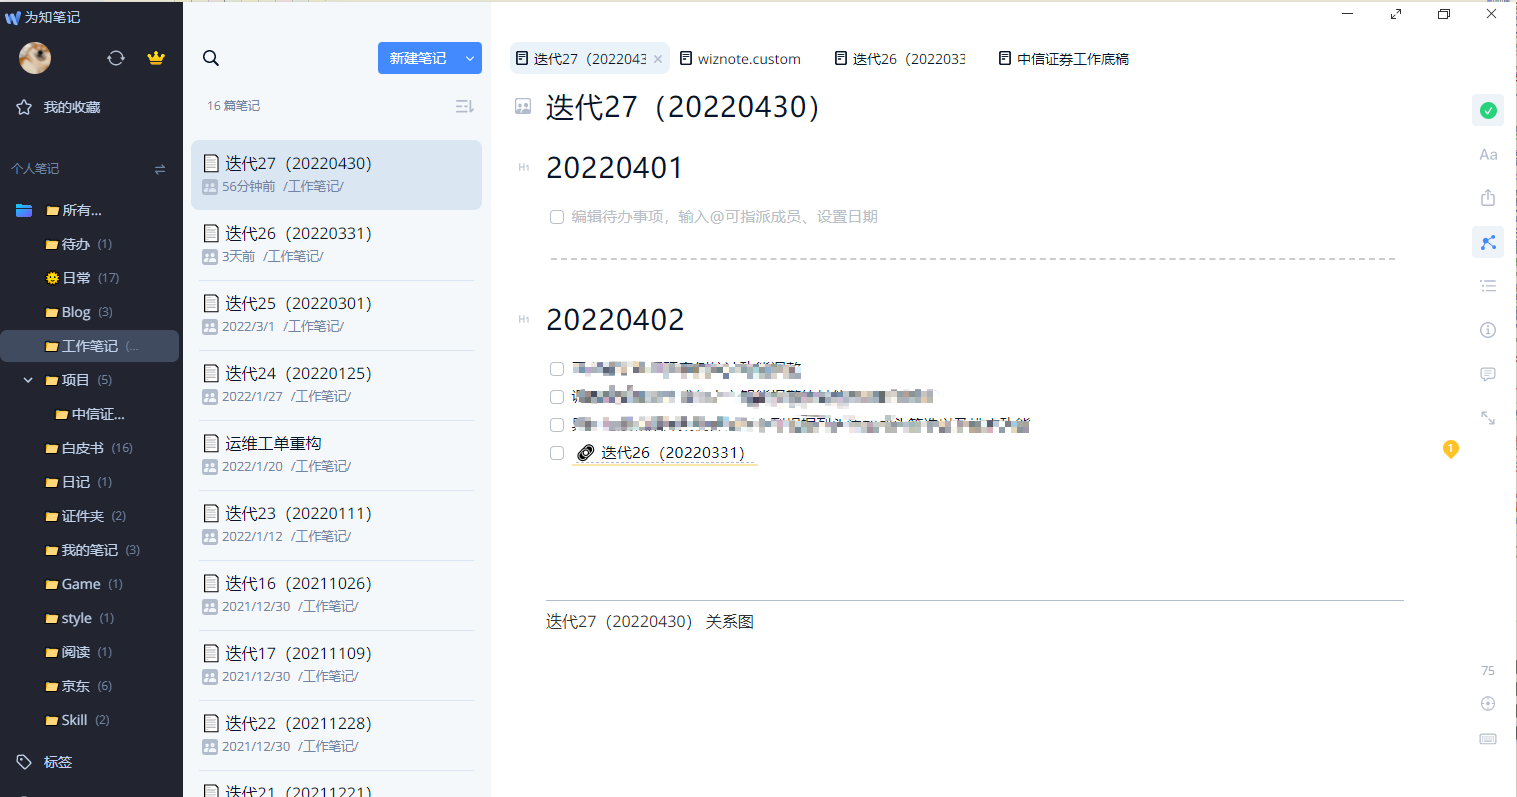 为知笔记
我的收藏
个人笔记
所有...
待办 (1)
日常 (17)
Blog (3)
工作笔记 (...
项目 (5)
中信证...
白皮书 (16)
日记 (1)
证件夹 (2)
我的笔记 (3)
Game (1)
style (1)
阅读 (1)
京东 (6)
Skill (2)
标签
新建笔记
16 篇笔记
迭代27（20220430）
56分钟前 /工作笔记/
迭代26（20220331）
3天前 /工作笔记/
迭代25（20220301）
2022/3/1 /工作笔记/
迭代24（20220125）
2022/1/27 /工作笔记/
运维工单重构
2022/1/20 /工作笔记/
迭代23（20220111）
2022/1/12 /工作笔记/
迭代16（20211026）
2021/12/30 /工作笔记/
迭代17（20211109）
2021/12/30 /工作笔记/
迭代22（20211228）
2021/12/30 /工作笔记/
迭代21（20211221）
迭代27（2022043 wiznote.custom 迭代26（2022033 中信证券工作底稿
迭代27（20220430）
H1 20220401
编辑待办事项，输入@可指派成员、设置日期
H1 20220402
迭代26（20220331）
1
迭代27（20220430） 关系图
Aa
75